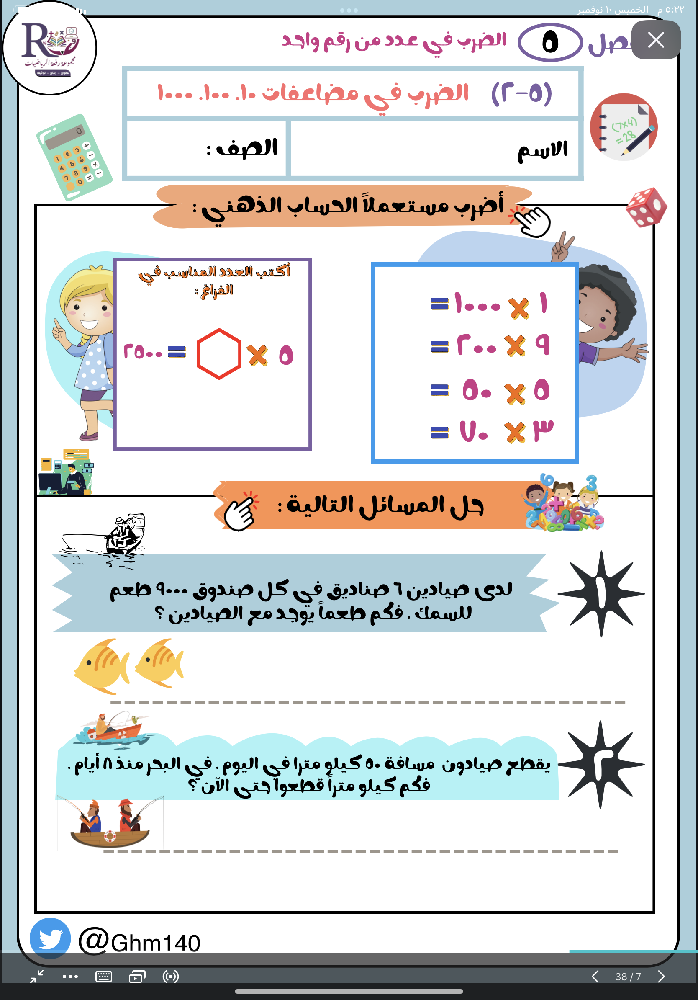 ٥:٢٢ م الخميس ١٠ نوفمبر
٥ الضرب في عدد من رقم واحد
R
مجموعة رفعة الرياضيات
تطوير - إنتاج - توثيق
(٥-٢) الضرب في مضاعفات ١٠. ١٠٠. ١٠٠٠
الاسم
الصف :
(7x4)
=28
أضرب مستعملاً الحساب الذهني :
١ × ١٠٠٠ =
٩ × ٢٠٠ =
٥ × ٥٠ =
٣ × ٧٠ =
أكتب العدد المناسب في
الفراغ :
٥ × = ٢٥٠٠
حل المسائل التالية :
١
لدى صيادين ٦ صناديق في كل صندوق ٩٠٠٠ طعم
للسمك . فكم طعماً يوجد مع الصيادين ؟
٢
يقطع صيادون مسافة ٥٠ كيلو مترا في اليوم . في البحر منذ ٨ أيام .
فكم كيلو متراً قطعوا حتى الآن ؟
@Ghm140
38 / 7